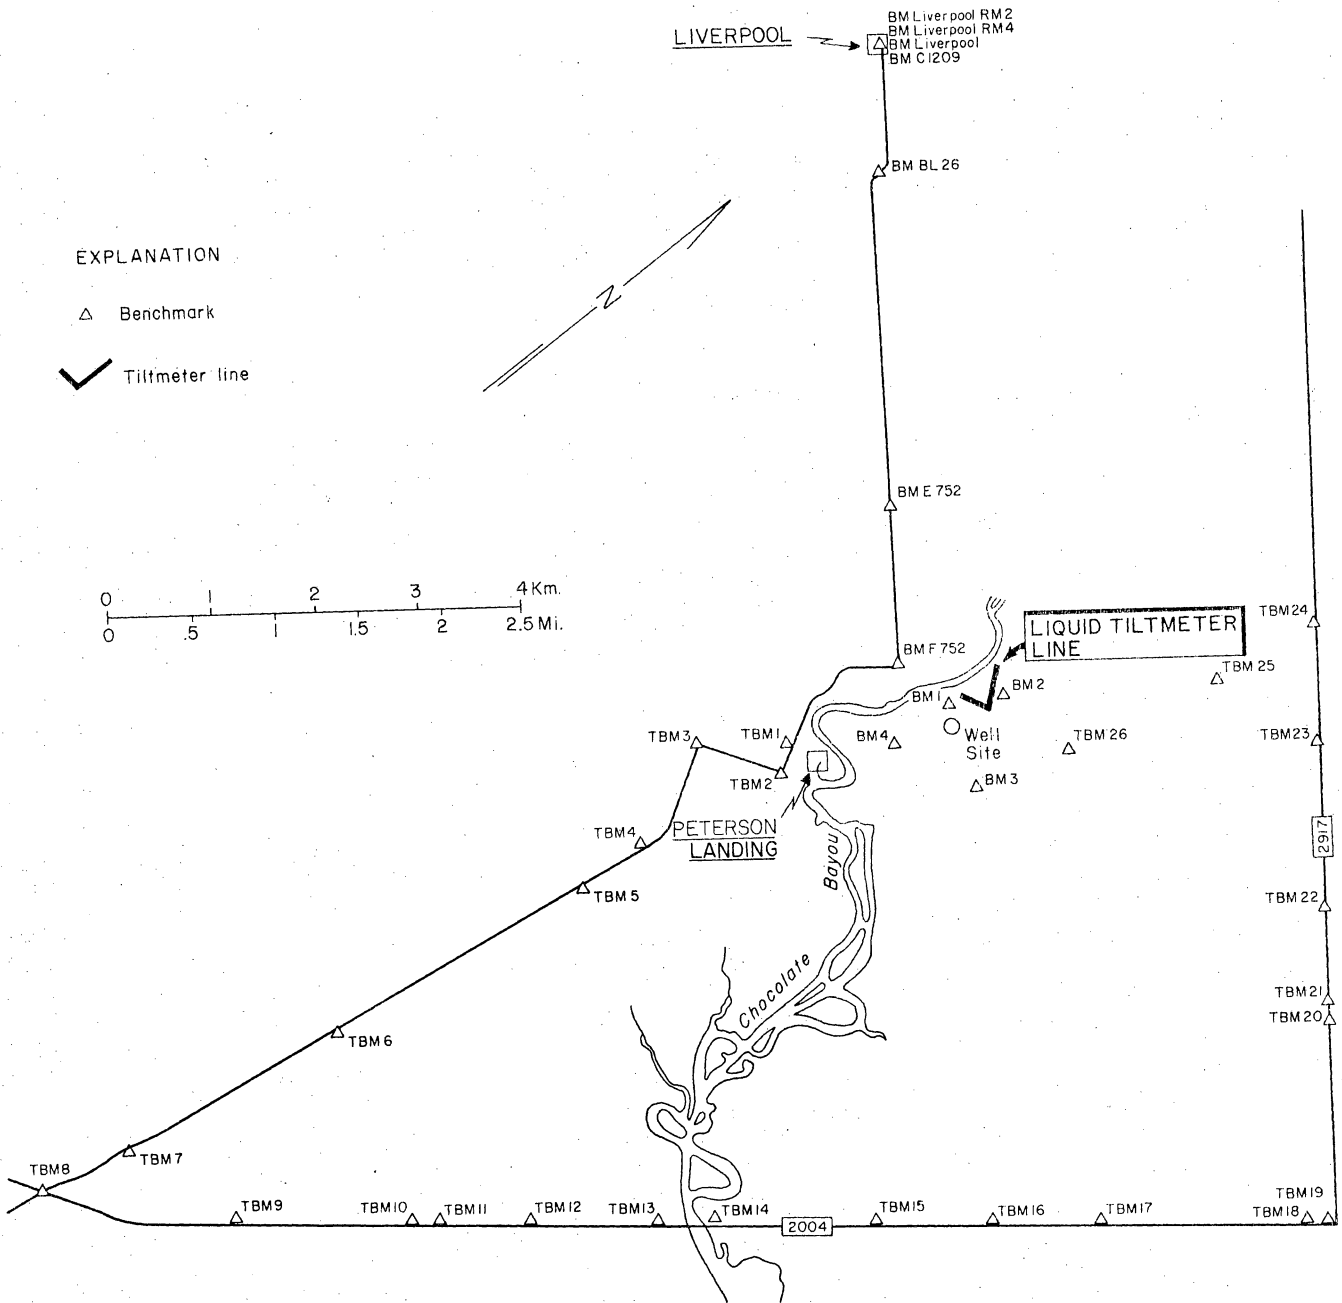 LIVERPOOL
BM Liverpool RM2
BM Liverpool RM4
BM Liverpool
BM C1209
BM BL 26
EXPLANATION
Benchmark
Tiltmeter line
N
BM E 752
0 1 2 3 4 Km.
0 .5 1 1.5 2 2.5 Mi.
LIQUID TILTMETER
LINE
TBM 24
BM F 752
TBM 25
BM 1
BM 2
TBM 3
TBM 1
BM 4
Well
Site
TBM 26
TBM 23
TBM 2
BM 3
TBM 4
PETERSON
LANDING
Bayou
2917
TBM 5
TBM 22
Chocolate
TBM 21
TBM 20
TBM 6
TBM 7
TBM 8
TBM 9
TBM 10
TBM 11
TBM 12
TBM 13
TBM 14
2004
TBM 15
TBM 16
TBM 17
TBM 19
TBM 18